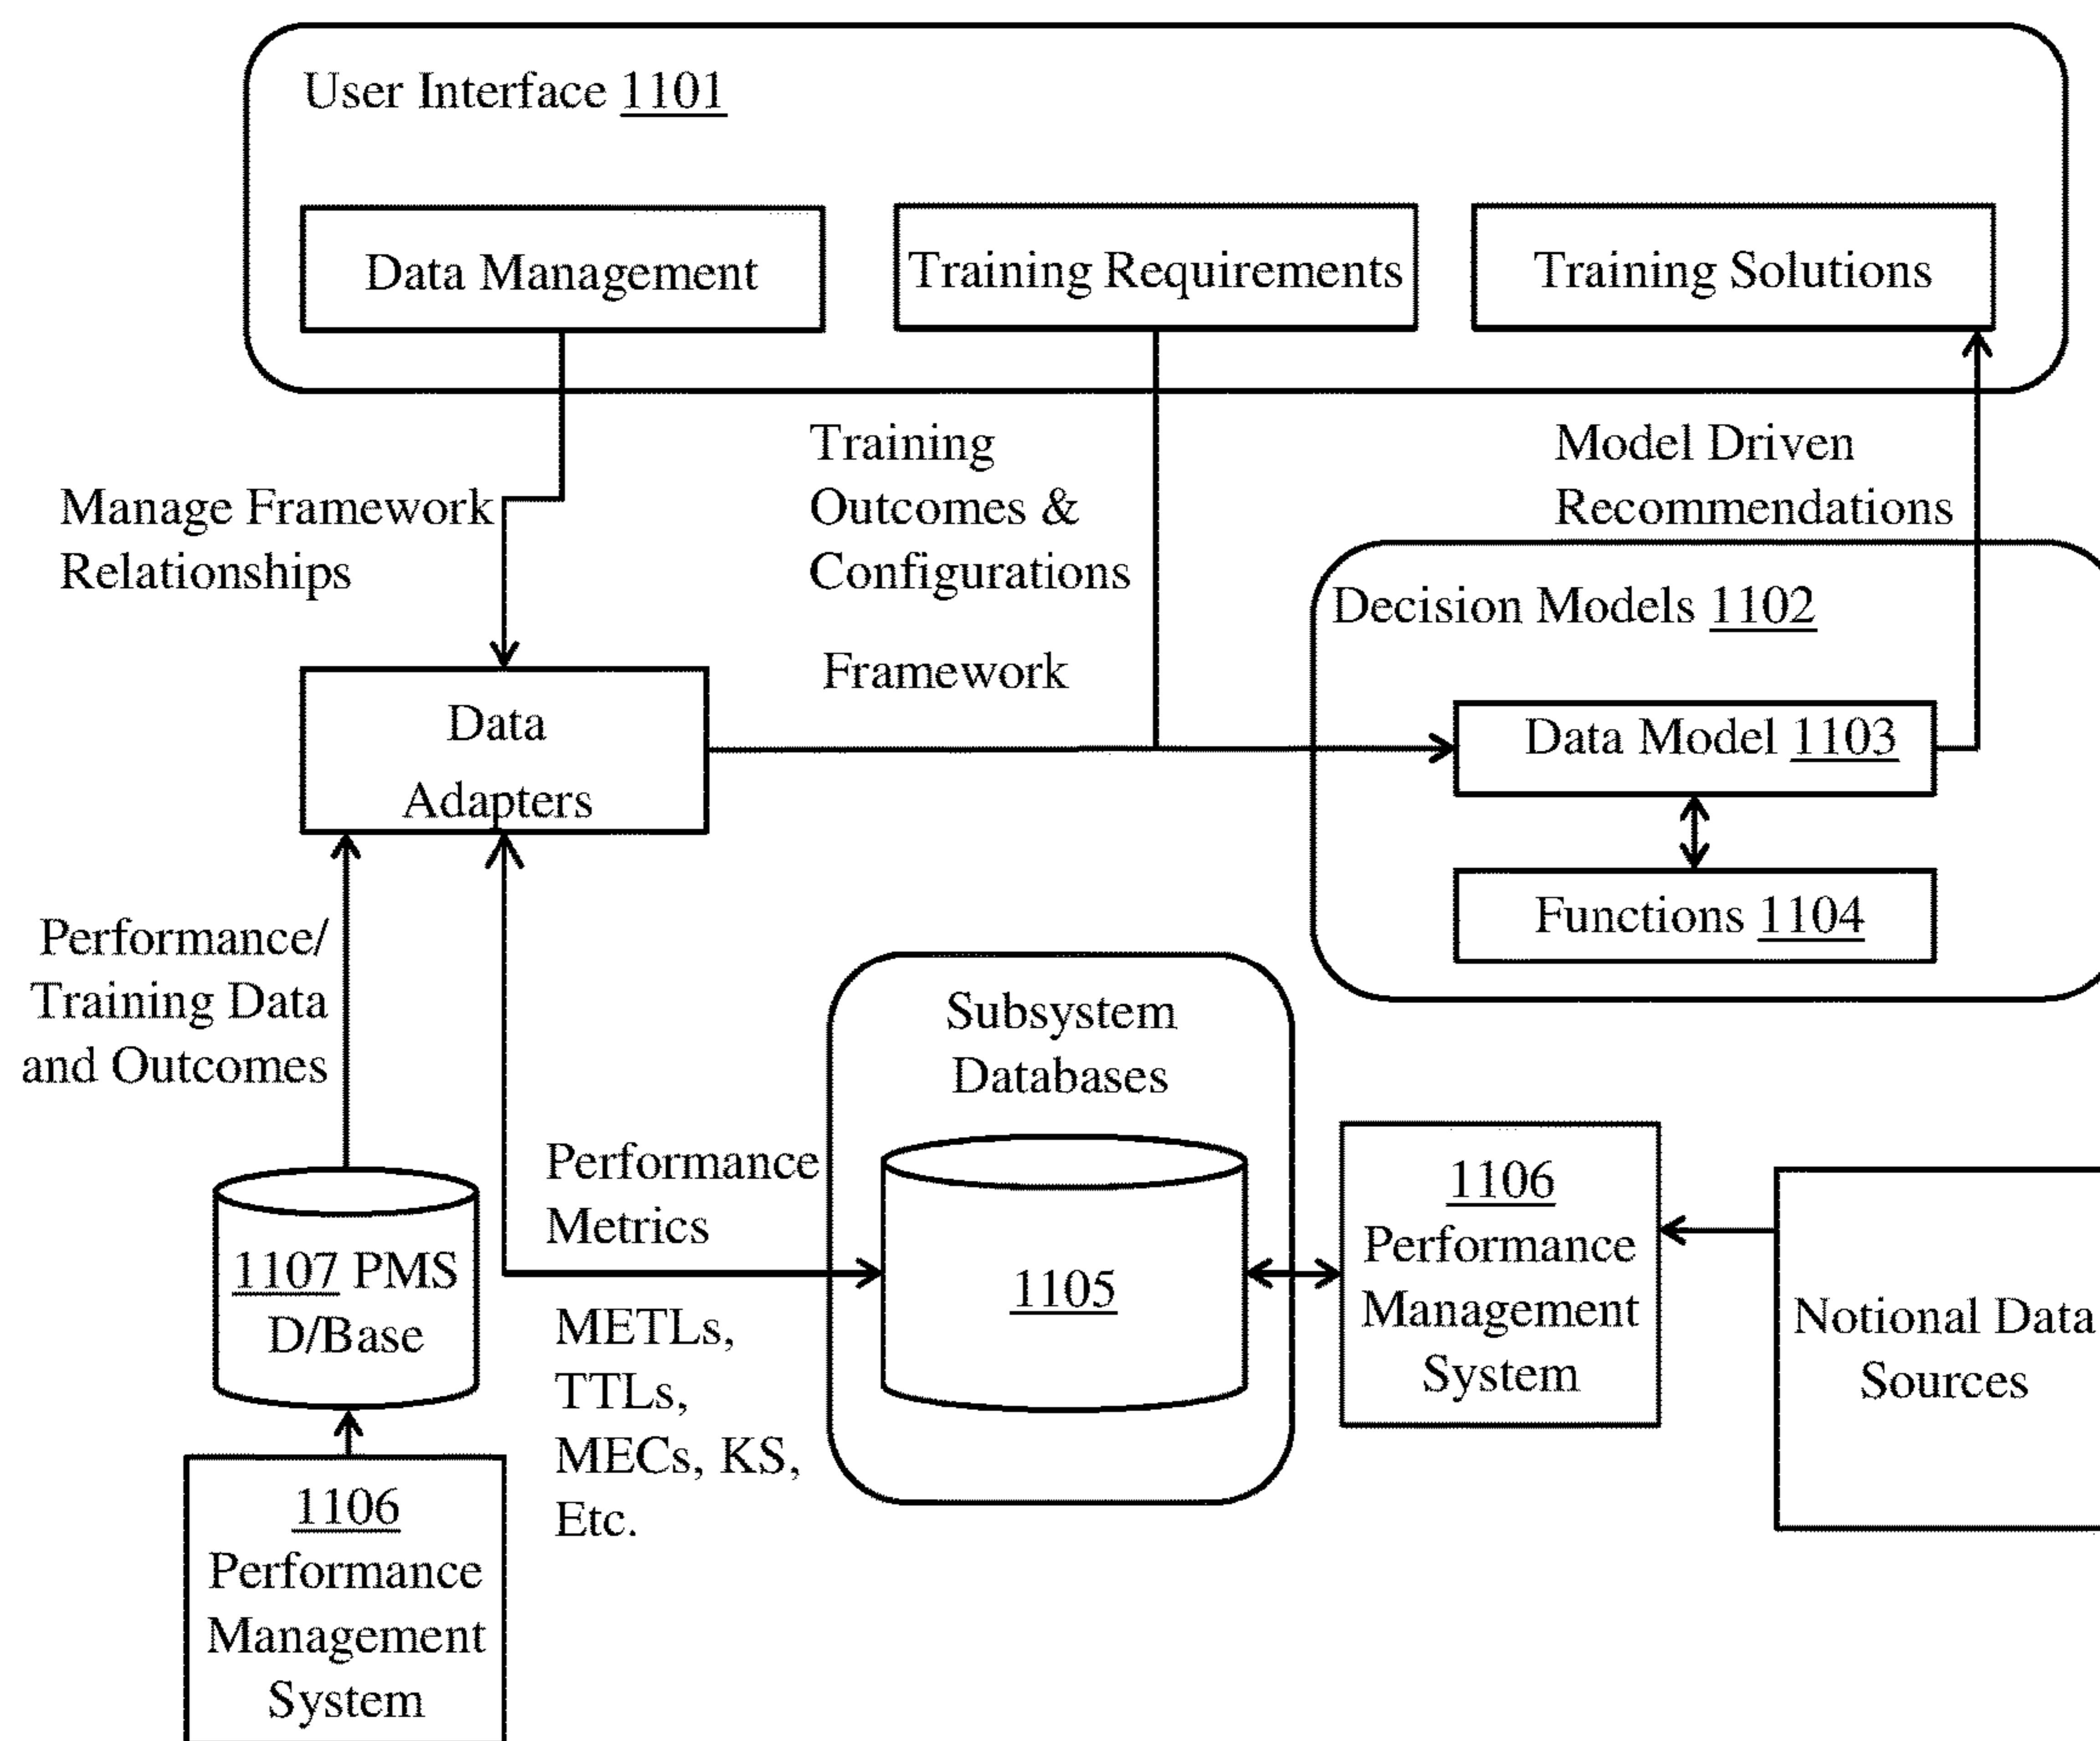 User Interface 1101
Data Management
Training Requirements
Training Solutions
Manage Framework
Relationships
Training
Outcomes &
Configurations
Model Driven
Recommendations
Framework
Decision Models 1102
Data
Adapters
Data Model 1103
Functions 1104
Performance/
Training Data
and Outcomes
Subsystem
Databases
Performance
Metrics
METLs,
TTLs,
MECs, KS,
Etc.
1105
1106
Performance
Management
System
Notional Data
Sources
1107 PMS
D/Base
1106
Performance
Management
System